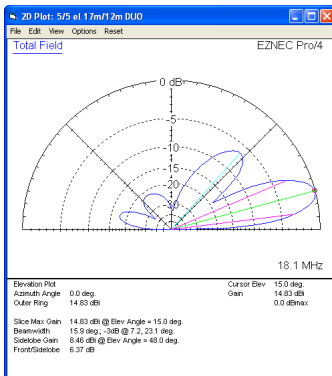 2D Plot: 5/5 el 17m/12m DUO
File Edit View Options Reset
Total Field
EZNEC Pro/4
0 dB
-5
-10
-15
-20
-30
18.1 MHz
Elevation Plot
Azimuth Angle 0.0 deg.
Outer Ring 14.83 dBi
Cursor Elev 15.0 deg.
Gain 14.83 dBi
0.0 dBmax
Slice Max Gain 14.83 dBi @ Elev Angle = 15.0 deg.
Beamwidth 15.9 deg.; -3dB @ 7.2, 23.1 deg.
Sidelobe Gain 8.46 dBi @ Elev Angle = 48.0 deg.
Front/Sidelobe 6.37 dB